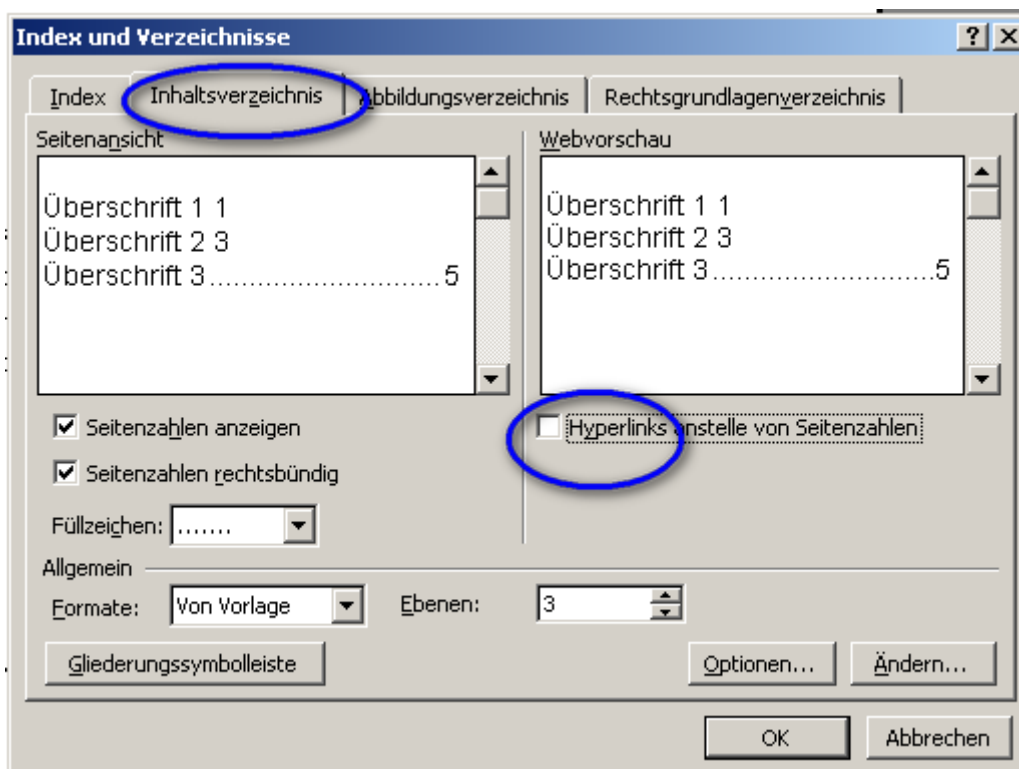 Index und Verzeichnisse
Index Inhaltsverzeichnis Abbildungsverzeichnis Rechtsgrundlagenverzeichnis
Seitenansicht
Überschrift 1 1
Überschrift 2 3
Überschrift 3............................5
Webvorschau
Überschrift 1 1
Überschrift 2 3
Überschrift 3...........................5
Seitenzahlen anzeigen
Seitenzahlen rechtsbündig
Füllzeichen: .......
Hyperlinks anstelle von Seitenzahlen
Allgemein
Formate: Von Vorlage Ebenen: 3
Gliederungssymbolleiste Optionen... Ändern...
OK Abbrechen